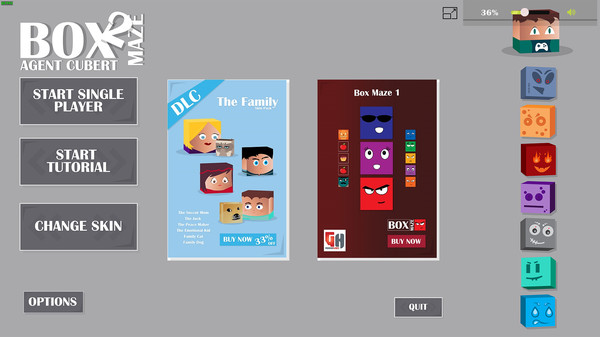 BOX 2
MAZE
AGENT CUBERT
START SINGLE
PLAYER
START
TUTORIAL
CHANGE SKIN
OPTIONS
DLC
The Family
BUY NOW 33%
OFF
Box Maze 1
BOX
GH
BUY NOW
QUIT
36%